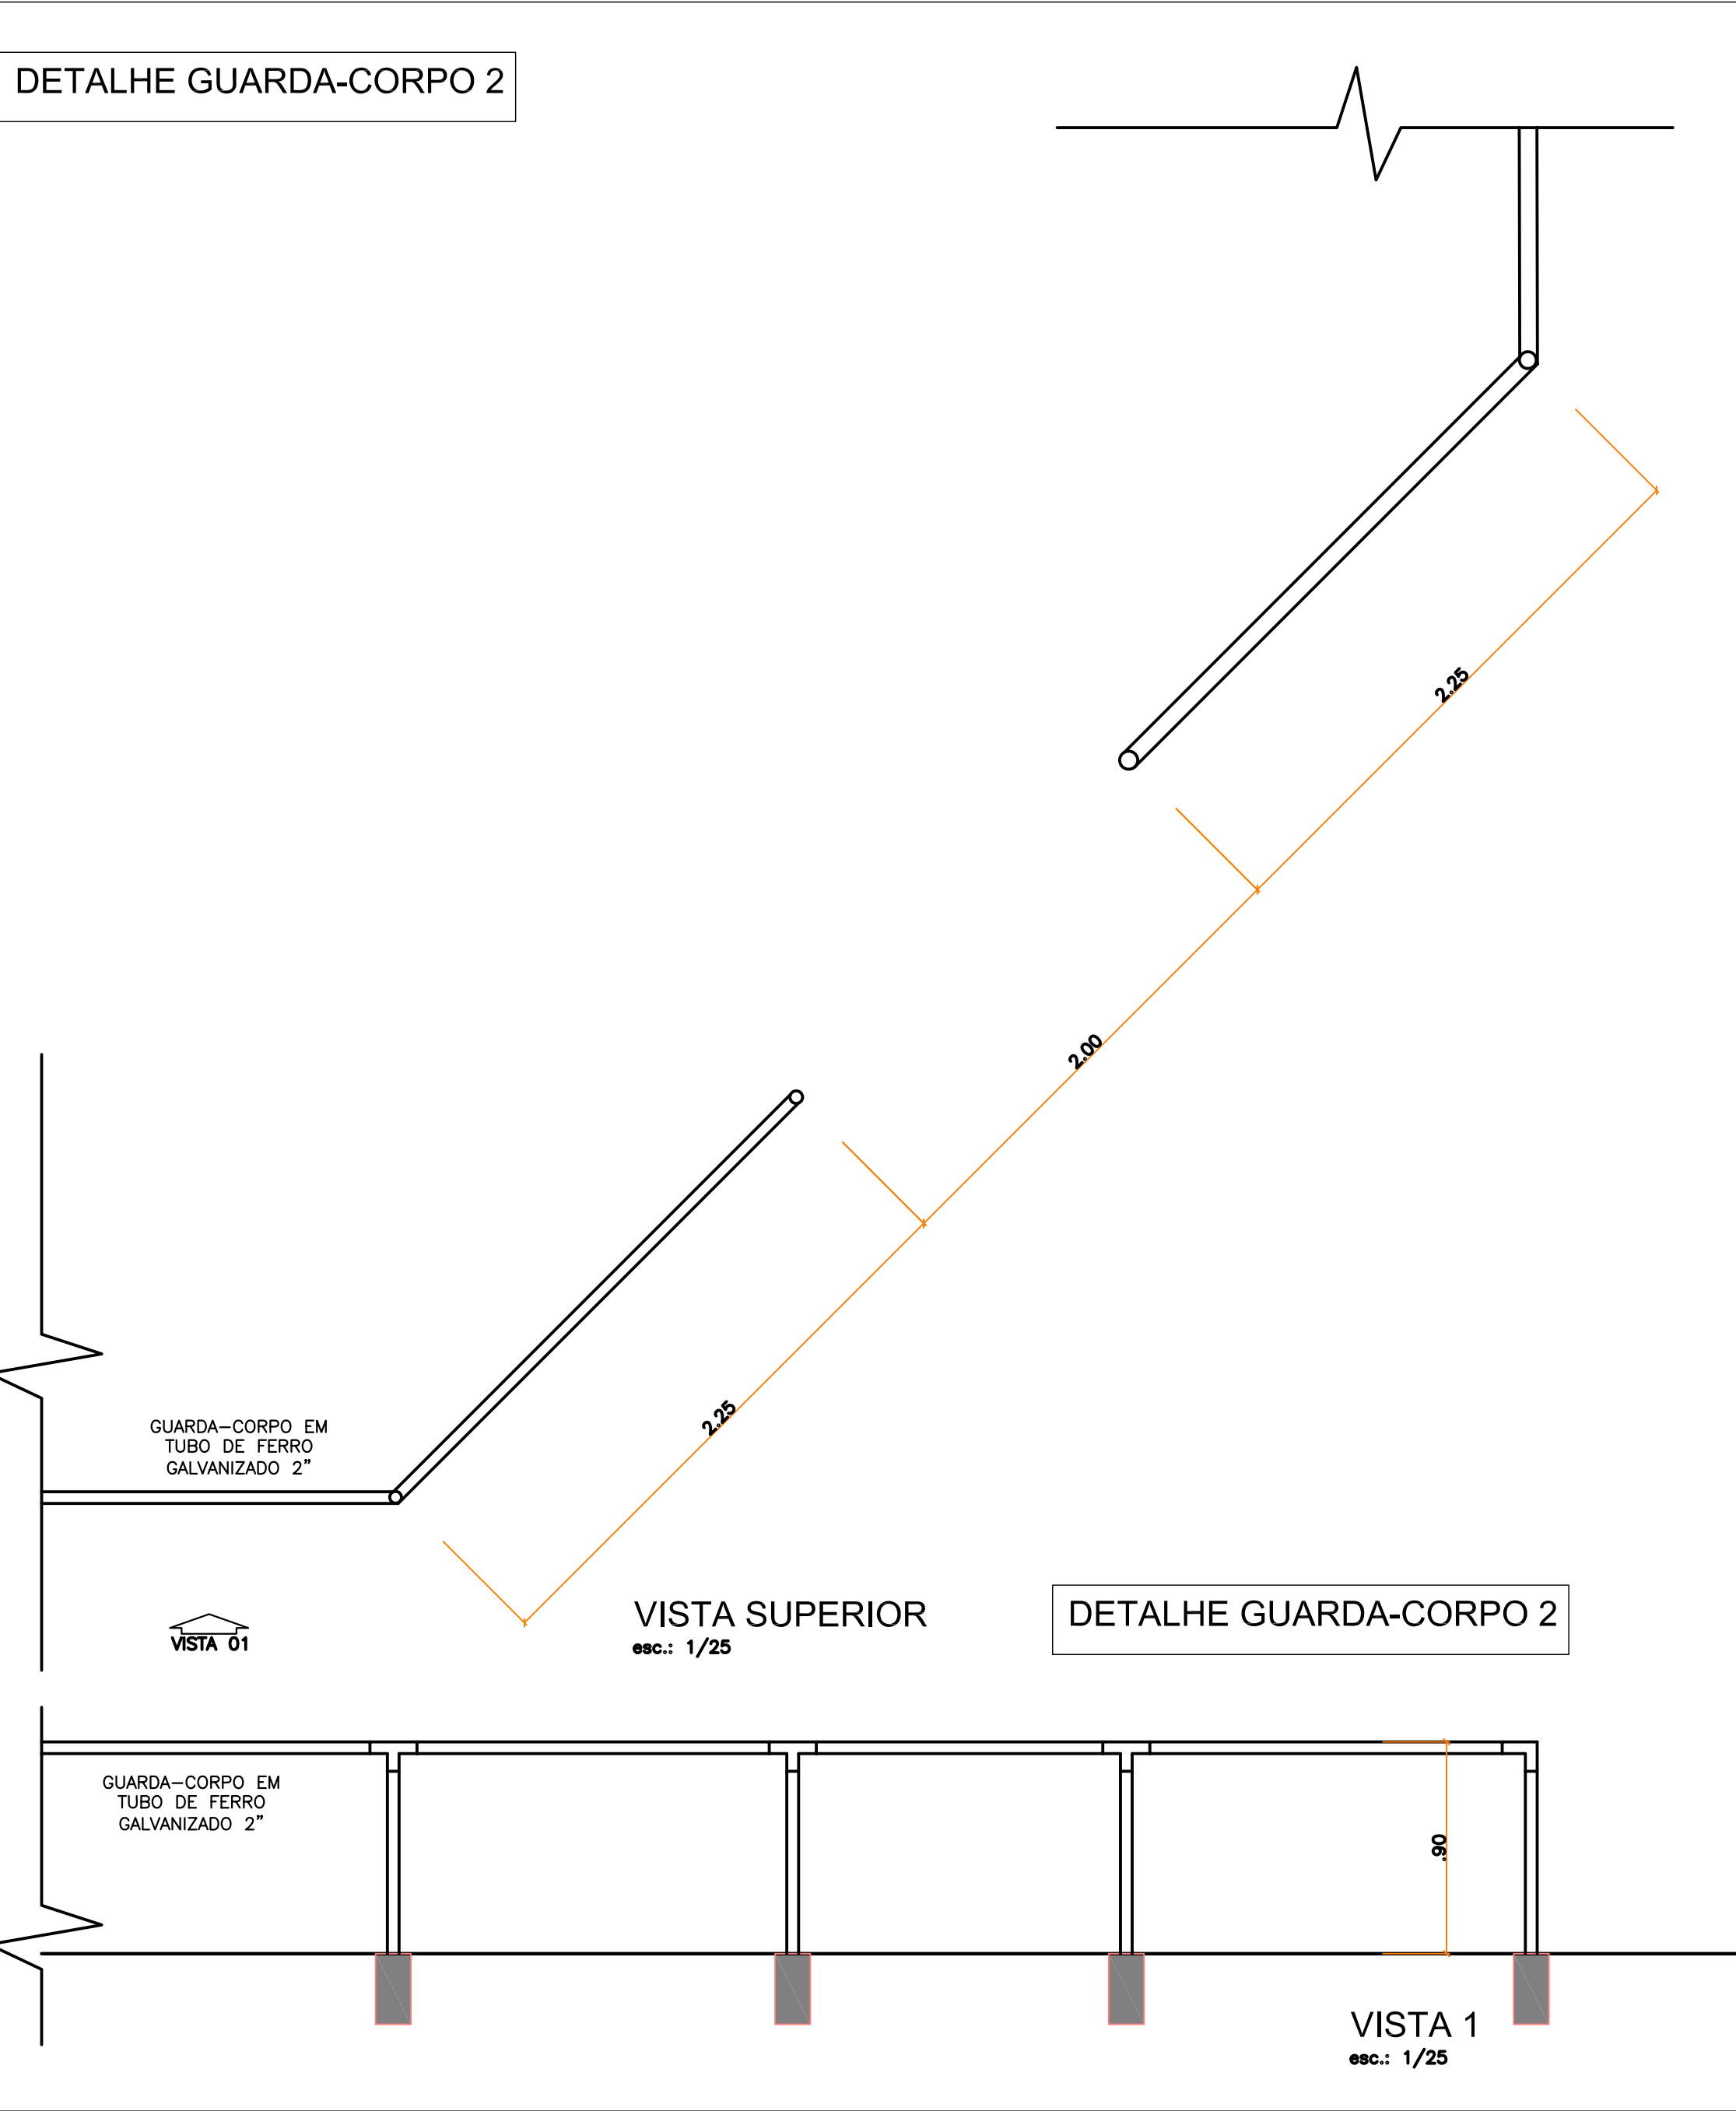 DETALHE GUARDA-CORPO 2
2.25
2.00
2.25
GUARDA-CORPO EM
TUBO DE FERRO
GALVANIZADO 2"
VISTA 01
VISTA SUPERIOR
esc.: 1/25
DETALHE GUARDA-CORPO 2
GUARDA-CORPO EM
TUBO DE FERRO
GALVANIZADO 2"
.90
VISTA 1
esc.: 1/25